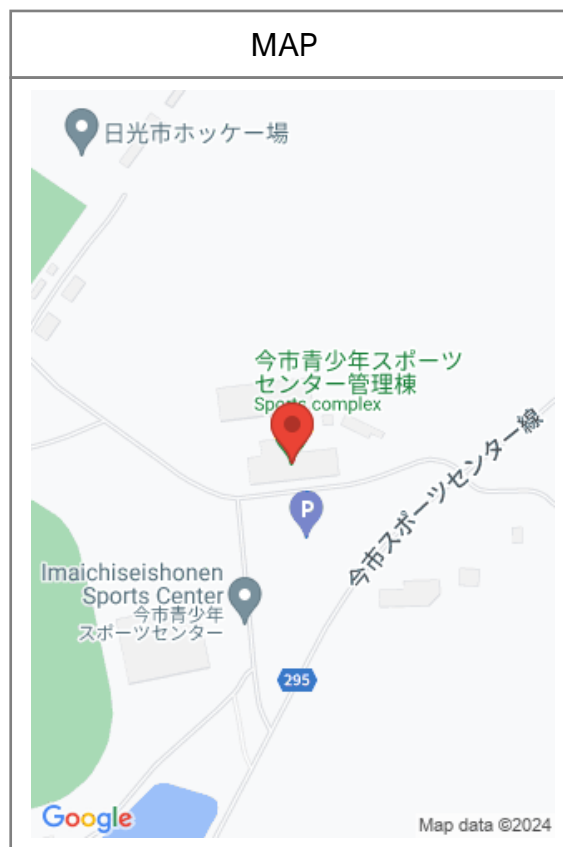 MAP
日光市ホッケー場
今市青少年スポーツ
センター管理棟
Sports complex
P
今市スポーツセンター線
Imaichiseishonen
Sports Center
今市青少年
スポーツセンター
295
Google
Map data ©2024